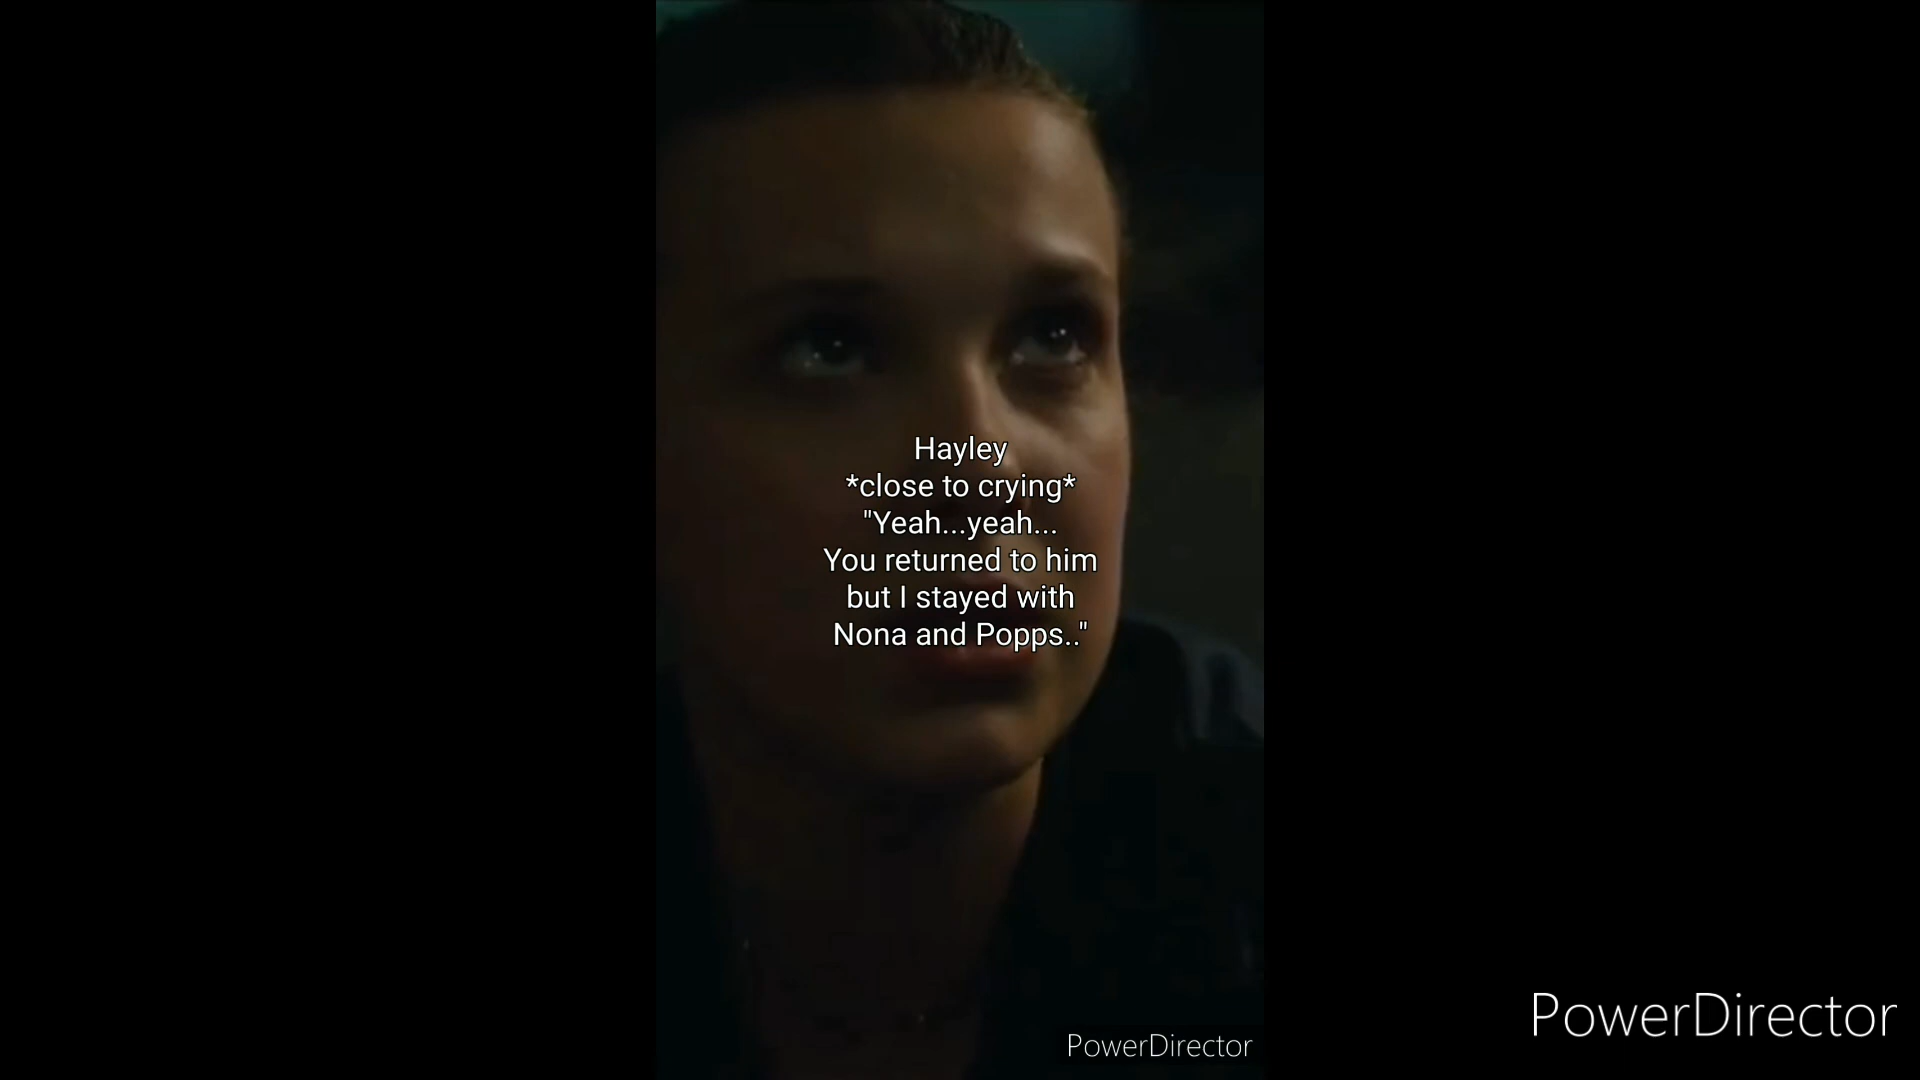 Hayley
*close to crying*
"Yeah...yeah...
You returned to him
but I stayed with
Nona and Popps.."
PowerDirector
PowerDirector